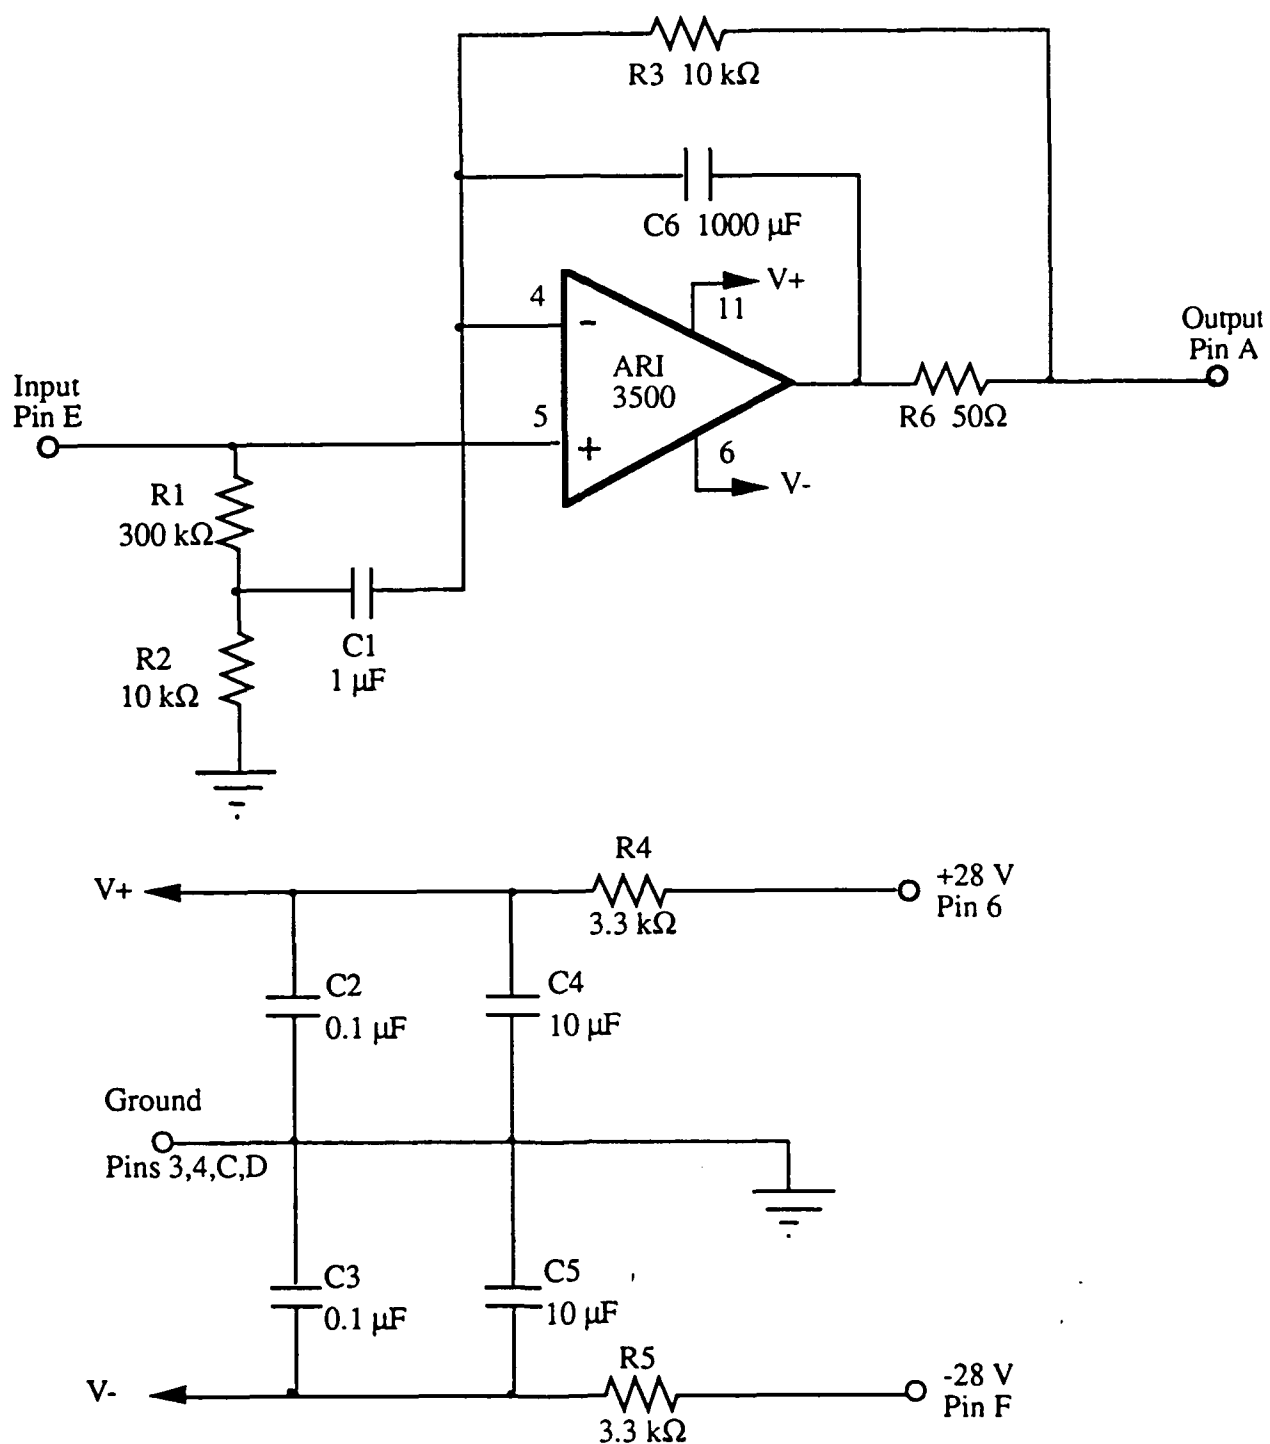 R3 10 kΩ
C6 1000 µF
V+
11
4
-
ARI
3500
Output
Pin A
Input
Pin E
5
+
R6 50Ω
6
V-
R1
300 kΩ
C1
1 µF
R2
10 kΩ
R4
V+
+28 V
Pin 6
3.3 kΩ
C2
0.1 µF
C4
10 µF
Ground
Pins 3,4,C,D
C3
0.1 µF
C5
10 µF
R5
V-
-28 V
Pin F
3.3 kΩ